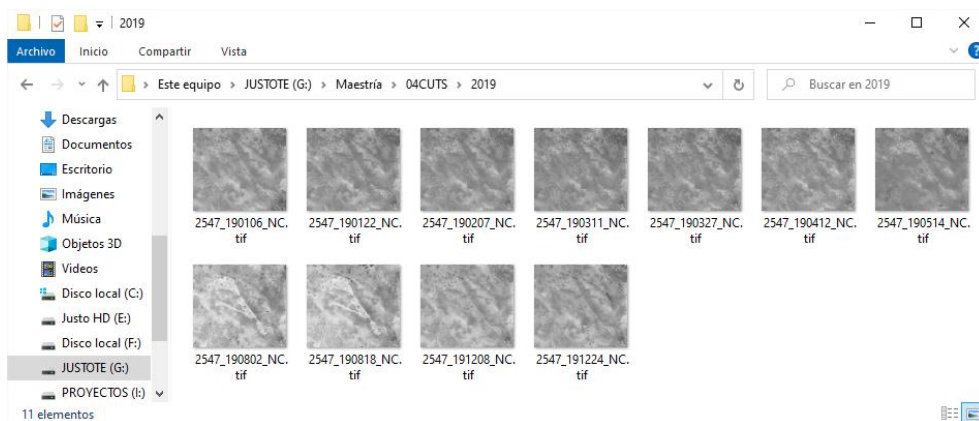 2019
Archivo Inicio Compartir Vista
Este equipo > JUSTOTE (G:) > Maestría > 04CUTS > 2019
Buscar en 2019
Descargas
Documentos
Escritorio
Imágenes
Música
Objetos 3D
Videos
Disco local (C:)
Justo HD (E:)
Disco local (F:)
JUSTOTE (G:)
PROYECTOS (I:)
2547_190106_NC.
tif
2547_190122_NC.
tif
2547_190207_NC.
tif
2547_190311_NC.
tif
2547_190327_NC.
tif
2547_190412_NC.
tif
2547_190514_NC.
tif
2547_190802_NC.
tif
2547_190818_NC.
tif
2547_191208_NC.
tif
2547_191224_NC.
tif
11 elementos